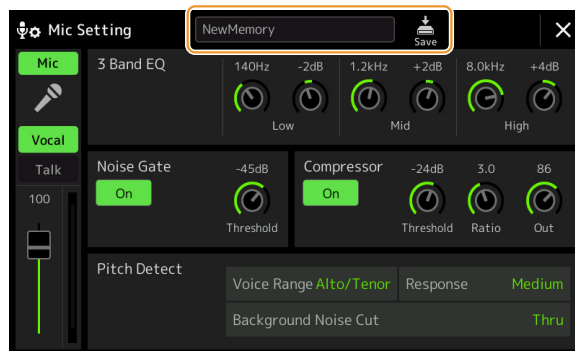 Mic Setting
NewMemory
Save
Mic
Vocal
Talk
100
3 Band EQ
140Hz -2dB 1.2kHz +2dB 8.0kHz +4dB
Low Mid High
Noise Gate
On
-45dB
Threshold
Compressor
On
-24dB 3.0 86
Threshold Ratio Out
Pitch Detect
Voice Range Alto/Tenor Response Medium
Background Noise Cut Thru